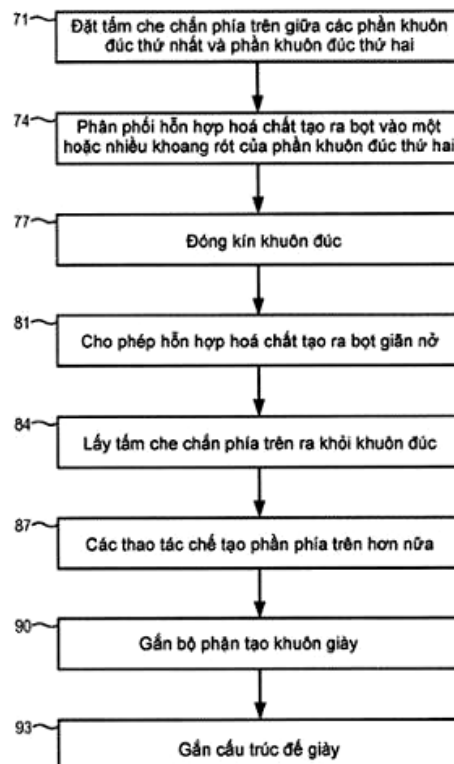 71
Đặt tấm che chắn phía trên giữa các phần khuôn
đúc thứ nhất và phần khuôn đúc thứ hai
74
Phân phối hỗn hợp hoá chất tạo ra bọt vào một
hoặc nhiều khoang rót của phần khuôn đúc thứ hai
77
Đóng kín khuôn đúc
81
Cho phép hỗn hợp hoá chất tạo ra bọt giãn nở
84
Lấy tấm che chắn phía trên ra khỏi khuôn đúc
87
Các thao tác chế tạo phần phía trên hơn nữa
90
Gắn bộ phận tạo khuôn giày
93
Gắn cấu trúc đế giày